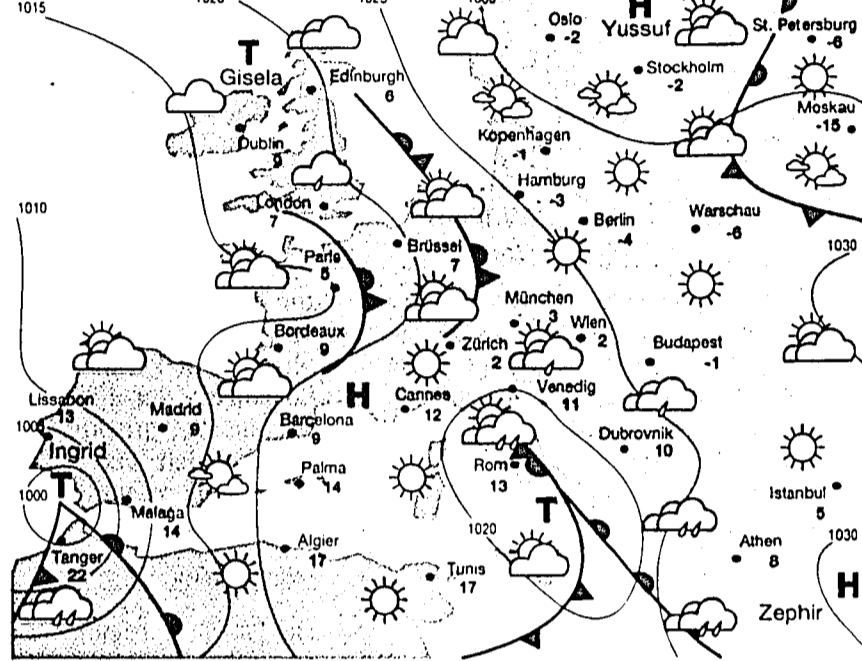 1015
H
Oslo
-2
Yussuf
St. Petersburg
-6
T
Gisela
Edinburgh
6
Stockholm
-2
Moskau
-15
Dublin
9
Kopenhagen
-1
Hamburg
-3
London
7
Berlin
-4
Warschau
-6
1010
Brüssel
7
1030
Paris
5
München
3
Wien
2
Bordeaux
9
Zürich
2
Budapest
-1
Lissabon
13
Madrid
9
H
Cannes
12
Venedig
11
Barcelona
9
Dubrovnik
10
Ingrid
T
1000
Palma
14
Rom
13
Malaga
14
T
Istanbul
5
1020
Tanger
22
Algier
17
Tunis
17
Athen
8
1030
H
Zephir